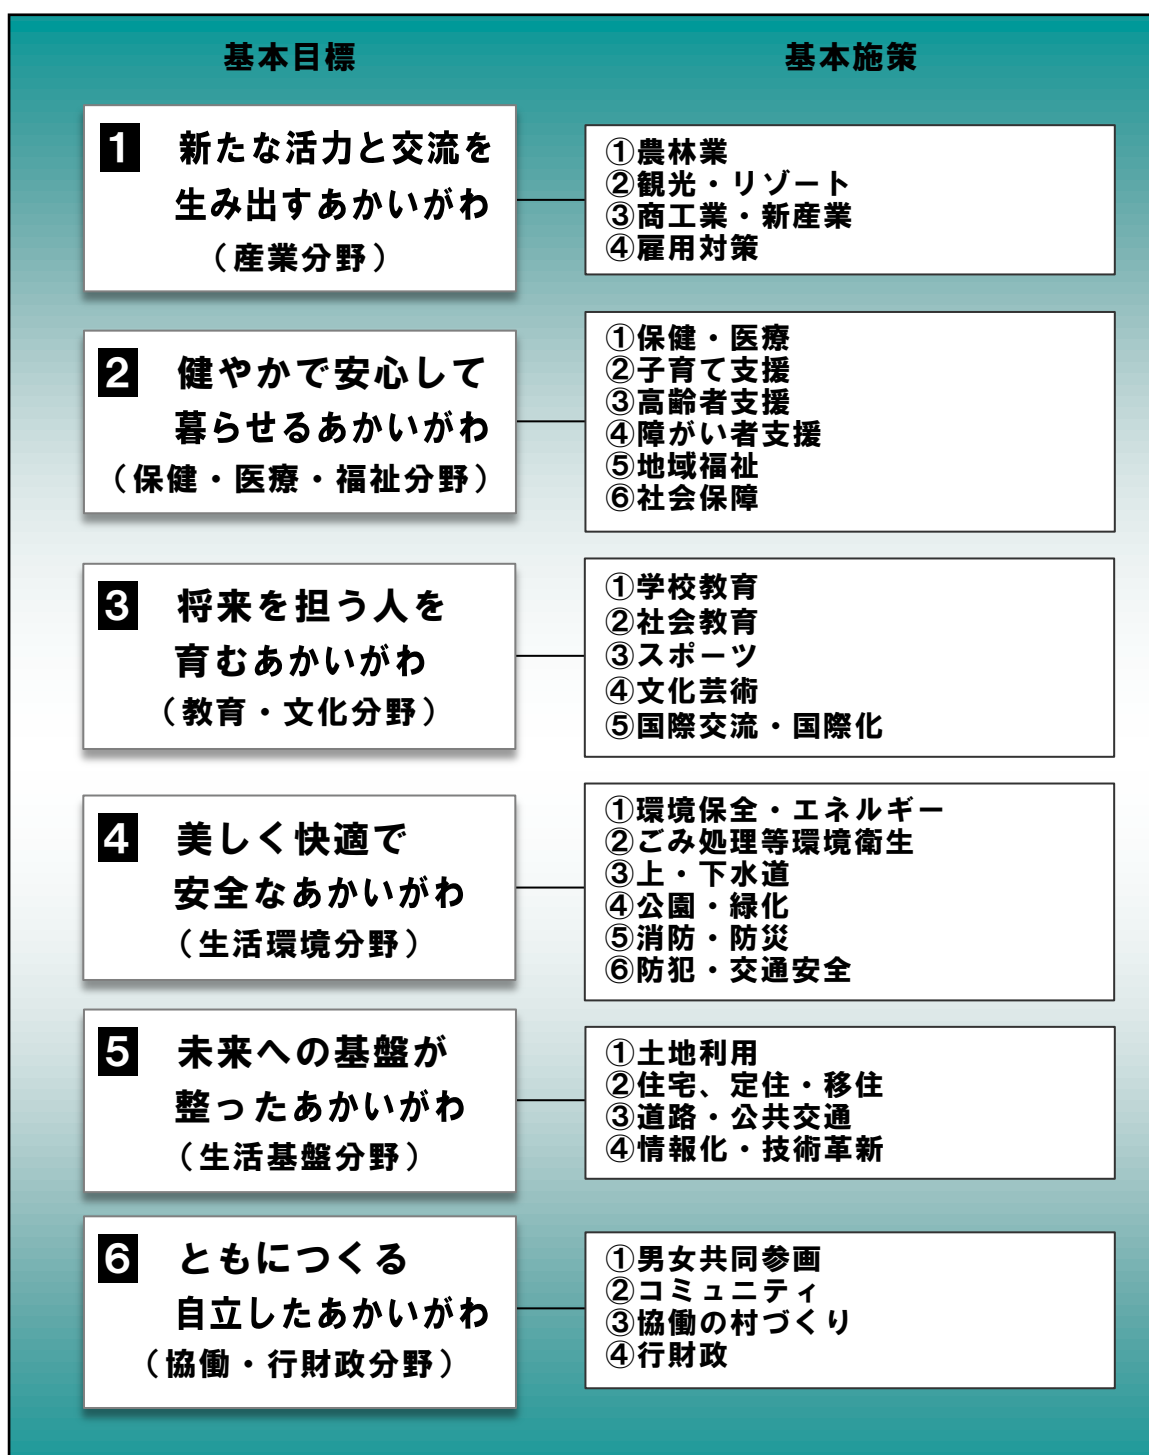 基本目標
基本施策
1 新たな活力と交流を
生み出すあかいがわ
（産業分野）
①農林業
②観光・リゾート
③商工業・新産業
④雇用対策
2 健やかで安心して
暮らせるあかいがわ
（保健・医療・福祉分野）
①保健・医療
②子育て支援
③高齢者支援
④障がい者支援
⑤地域福祉
⑥社会保障
3 将来を担う人を
育むあかいがわ
（教育・文化分野）
①学校教育
②社会教育
③スポーツ
④文化芸術
⑤国際交流・国際化
4 美しく快適で
安全なあかいがわ
（生活環境分野）
①環境保全・エネルギー
②ごみ処理等環境衛生
③上・下水道
④公園・緑化
⑤消防・防災
⑥防犯・交通安全
5 未来への基盤が
整ったあかいがわ
（生活基盤分野）
①土地利用
②住宅、定住・移住
③道路・公共交通
④情報化・技術革新
6 ともにつくる
自立したあかいがわ
（協働・行財政分野）
①男女共同参画
②コミュニティ
③協働の村づくり
④行財政